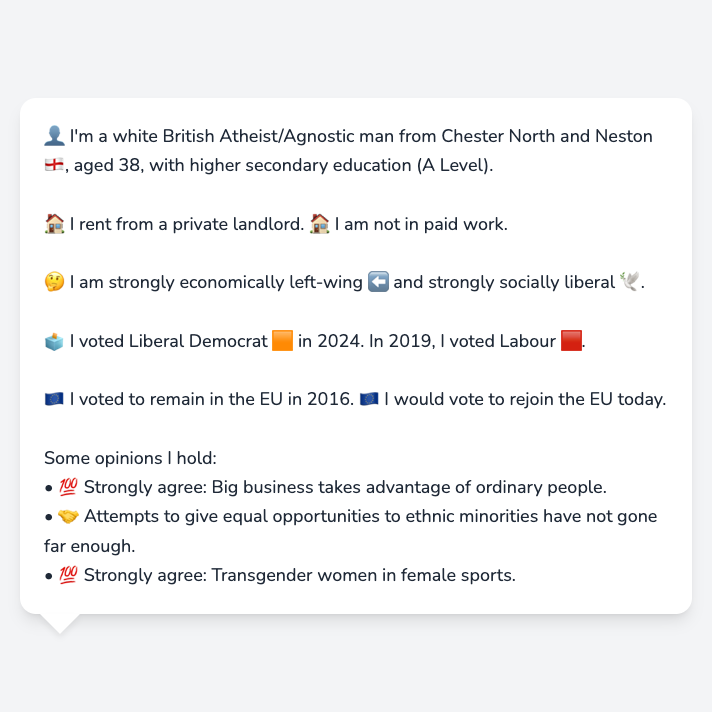 👤 I'm a white British Atheist/Agnostic man from Chester North and Neston
🏴󠁧󠁢󠁥󠁮󠁧󠁿, aged 38, with higher secondary education (A Level).
🏠 I rent from a private landlord. 🏠 I am not in paid work.
🤔 I am strongly economically left-wing ⬅️ and strongly socially liberal 🕊️.
🗳️ I voted Liberal Democrat 🟧 in 2024. In 2019, I voted Labour 🟥.
🇪🇺 I voted to remain in the EU in 2016. 🇪🇺 I would vote to rejoin the EU today.
Some opinions I hold:
• 💯 Strongly agree: Big business takes advantage of ordinary people.
• 🤝 Attempts to give equal opportunities to ethnic minorities have not gone
far enough.
• 💯 Strongly agree: Transgender women in female sports.